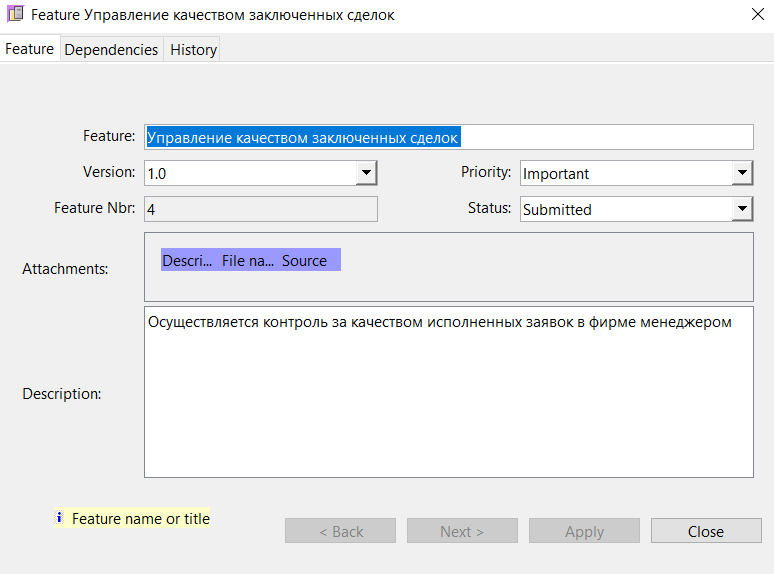 Feature Управление качеством заключенных сделок
Feature Dependencies History
Feature: Управление качеством заключенных сделок
Version: 1.0 Priority: Important
Feature Nbr: 4 Status: Submitted
Attachments: Descri... File na... Source
Осуществляется контроль за качеством исполненных заявок в фирме менеджером
Description:
Feature name or title
< Back Next > Apply Close